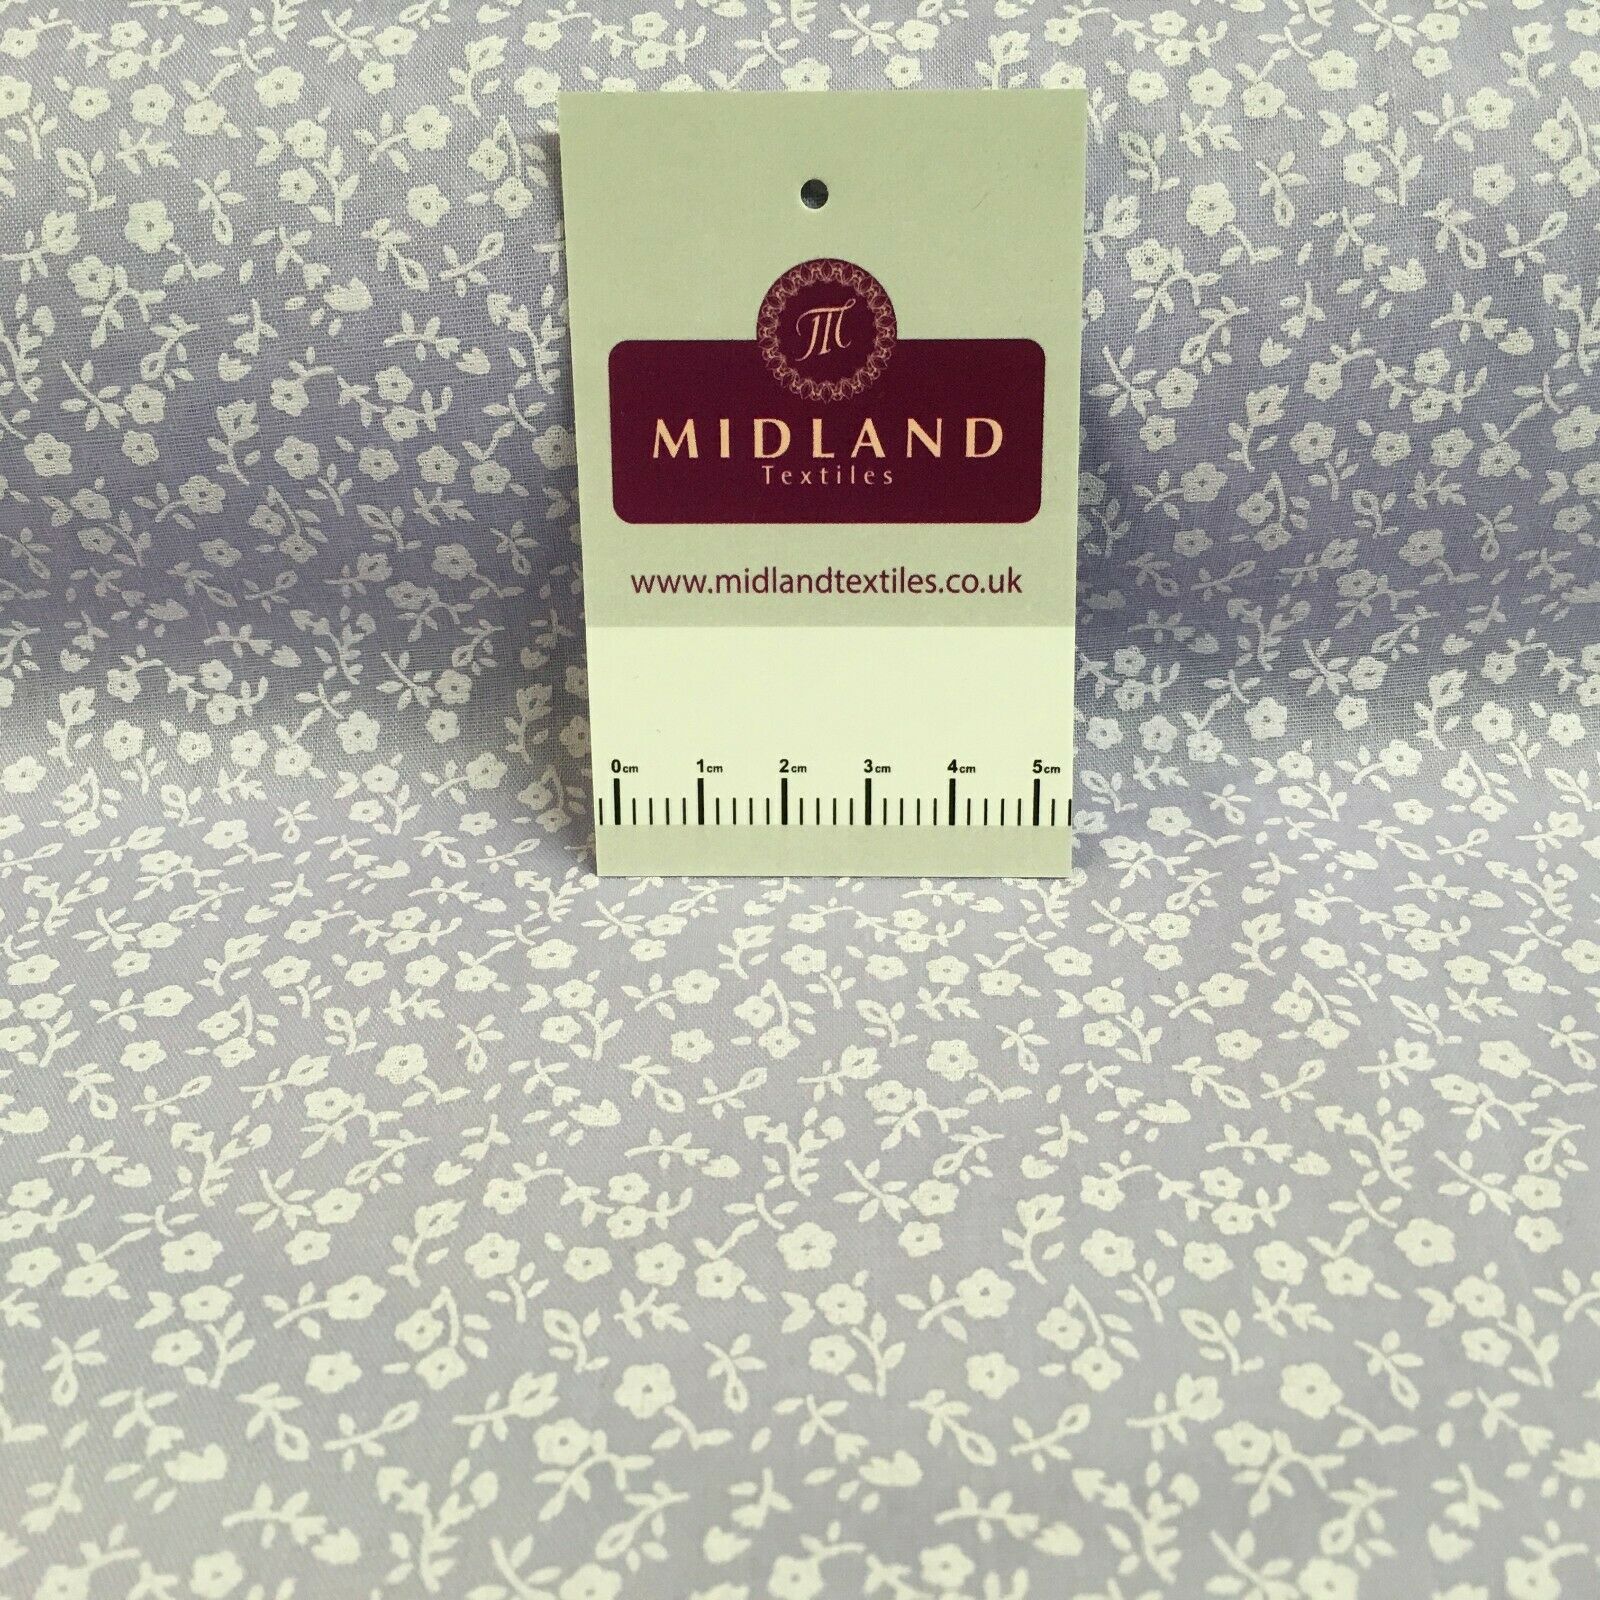 M
MIDLAND
Textiles
www.midlandtextiles.co.uk
0cm 1cm 2cm 3cm 4cm 5cm